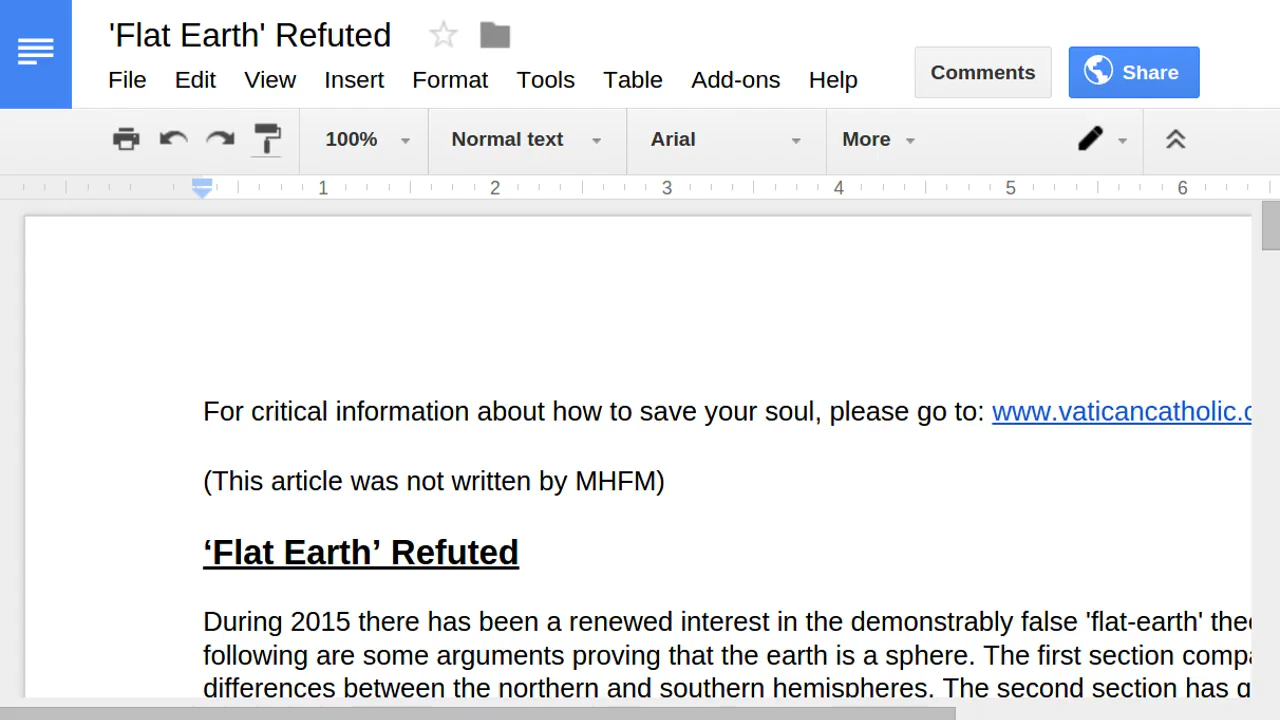 'Flat Earth' Refuted
File Edit View Insert Format Tools Table Add-ons Help
Comments
Share
100% Normal text Arial More
1 2 3 4 5 6
For critical information about how to save your soul, please go to: www.vaticancatholic.
(This article was not written by MHFM)
‘Flat Earth’ Refuted
During 2015 there has been a renewed interest in the demonstrably false 'flat-earth'
following are some arguments proving that the earth is a sphere. The first section
differences between the northern and southern hemispheres. The second section has